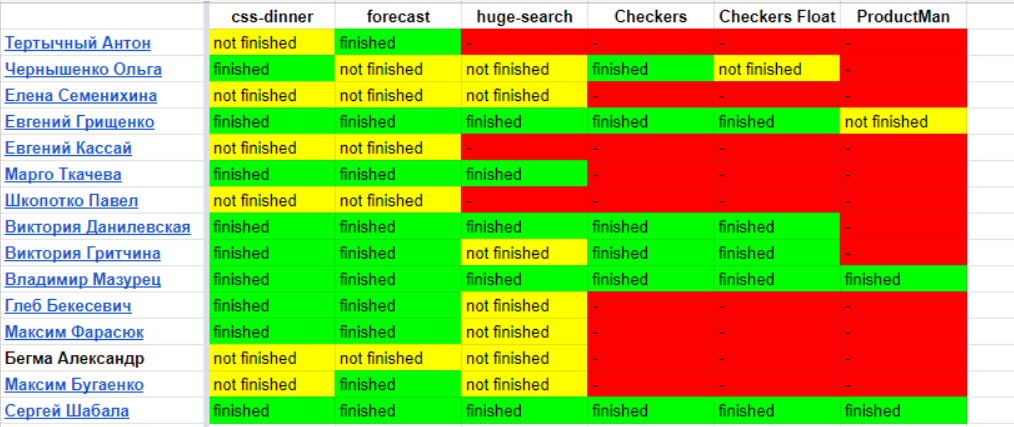 css-dinner forecast huge-search Checkers Checkers Float ProductMan
Тертычный Антон not finished finished - - - -
Чернышенко Ольга finished not finished not finished finished not finished -
Елена Семенихина not finished not finished not finished - - -
Евгений Грищенко finished finished finished finished finished not finished
Евгений Кассай not finished not finished - - - -
Марго Ткачева finished finished finished - - -
Шкопотко Павел not finished not finished - - - -
Виктория Данилевская finished finished finished finished finished -
Виктория Гритчина finished finished not finished finished finished -
Владимир Мазурец finished finished finished finished finished finished
Глеб Бекесевич finished finished not finished - - -
Максим Фарасюк finished finished not finished - - -
Бегма Александр not finished not finished not finished - - -
Максим Бугаенко not finished finished not finished - - -
Сергей Шабала finished finished finished finished finished finished